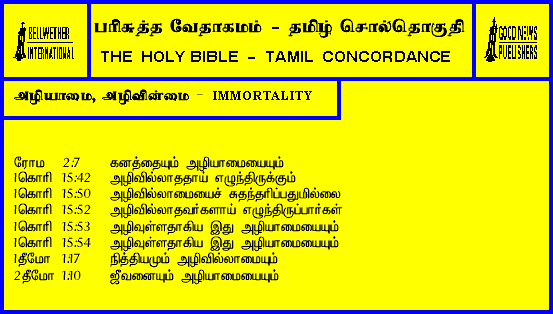 BELLWETHER
INTERNATIONAL
பரிசுத்த வேதாகமம் - தமிழ் சொல்தொகுதி
THE HOLY BIBLE - TAMIL CONCORDANCE
GOOD NEWS
PUBLISHERS
அழியாமை, அழிவின்மை - IMMORTALITY
ரோம 2:7 கனத்தையும் அழியாமையையும்
1கொரி 15:42 அழிவில்லாததாய் எழுந்திருக்கும்
1கொரி 15:50 அழிவில்லாமையைச் சுதந்தரிப்பதுமில்லை
1கொரி 15:52 அழிவில்லாதவர்களாய் எழுந்திருப்பார்கள்
1கொரி 15:53 அழிவுள்ளதாகிய இது அழியாமையையும்
1கொரி 15:54 அழிவுள்ளதாகிய இது அழியாமையையும்
1தீமோ 1:17 நித்தியமும் அழிவில்லாமையும்
2தீமோ 1:10 ஜீவனையும் அழியாமையையும்